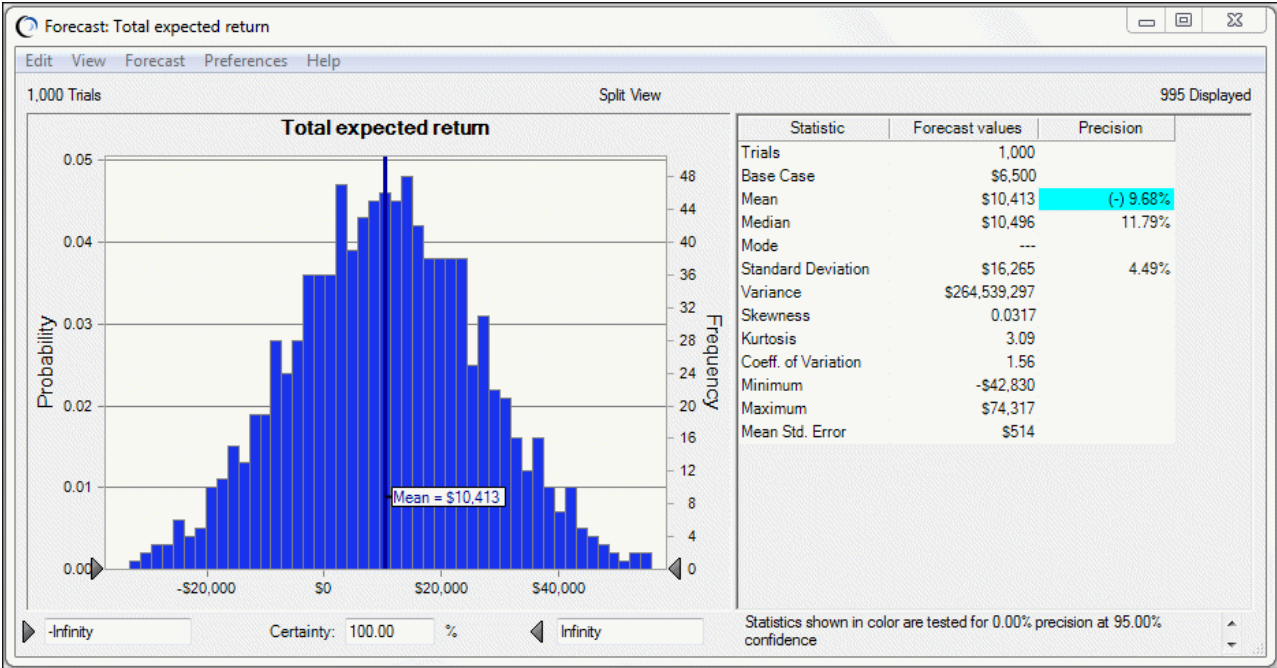 Forecast: Total expected return
Edit View Forecast Preferences Help
1,000 Trials Split View 995 Displayed
Total expected return
Probability
0.05
0.04
0.03
0.02
0.01
0.00
Mean = $10,413
-$20,000 $0 $20,000 $40,000
48
44
40
36
32
28
24
20
16
12
8
4
0
Frequency
Statistic Forecast values Precision
Trials 1,000
Base Case $6,500
Mean $10,413 (-) 9.68%
Median $10,496 11.79%
Mode ---
Standard Deviation $16,265 4.49%
Variance $264,539,297
Skewness 0.0317
Kurtosis 3.09
Coeff. of Variation 1.56
Minimum -$42,830
Maximum $74,317
Mean Std. Error $514
-Infinity Certainty: 100.00 % Infinity
Statistics shown in color are tested for 0.00% precision at 95.00%
confidence